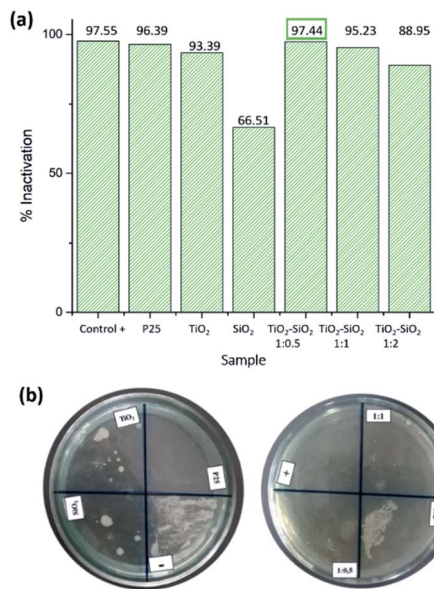 (a)
97.55 96.39 93.39 66.51 97.44 95.23 88.95
100
50
0
% Inactivation
Control + P25 TiO₂ SiO₂ TiO₂-SiO₂ 1:0.5 TiO₂-SiO₂ 1:1 TiO₂-SiO₂ 1:2
Sample
(b)
TiO₂
P25
SiO₂
-
1:1
+
1:0,5